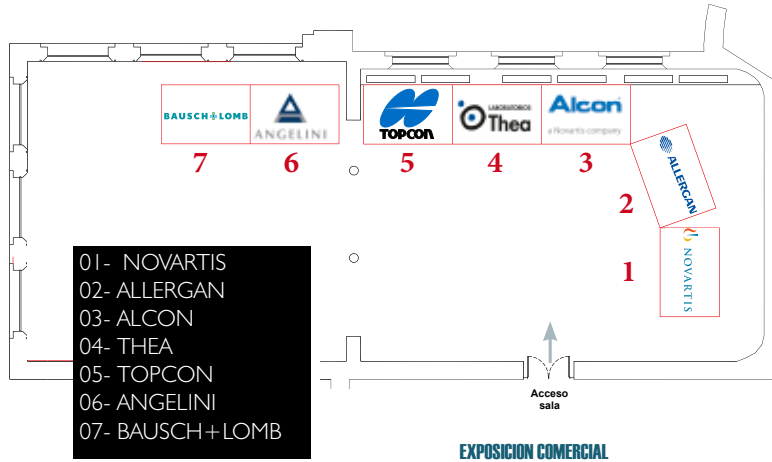 BAUSCH+LOMB
ANGELINI
TOPCON
LABORATORIOS
Thea
Alcon
a Novartis company
ALLERGAN
NOVARTIS
7
6
5
4
3
2
1
01- NOVARTIS
02- ALLERGAN
03- ALCON
04- THEA
05- TOPCON
06- ANGELINI
07- BAUSCH+LOMB
Acceso
sala
EXPOSICION COMERCIAL